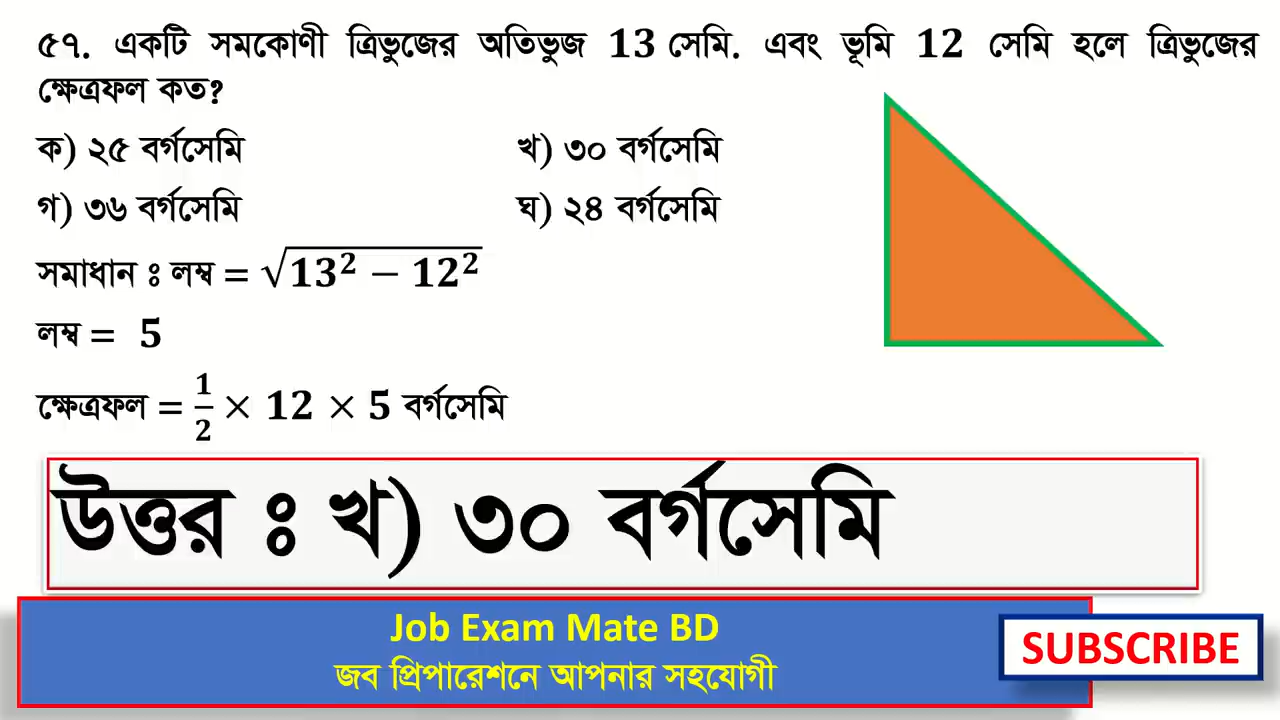 ৫৭. একটি সমকোণী ত্রিভুজের অতিভুজ 13 সেমি. এবং ভূমি 12 সেমি হলে ত্রিভুজের
ক্ষেত্রফল কত?
ক) ২৫ বর্গসেমি খ) ৩০ বর্গসেমি
গ) ৩৬ বর্গসেমি ঘ) ২৪ বর্গসেমি
সমাধান ঃ লম্ব = √(13² − 12²)
লম্ব = 5
ক্ষেত্রফল = 1/2 × 12 × 5 বর্গসেমি
উত্তর ঃ খ) ৩০ বর্গসেমি
Job Exam Mate BD
জব প্রিপারেশনে আপনার সহযোগী
SUBSCRIBE